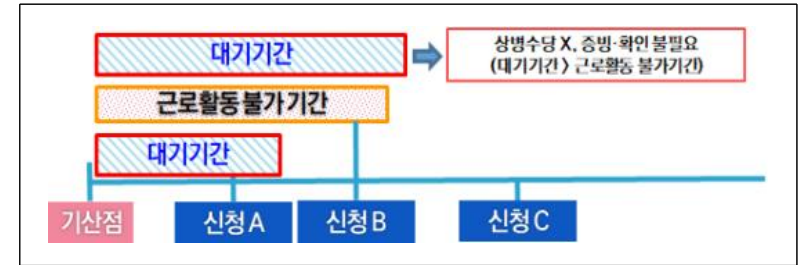 대기기간
상병수당 X, 증빙·확인 불필요
(대기기간 > 근로활동 불가기간)
근로활동 불가 기간
대기기간
기산점
신청 A
신청 B
신청 C